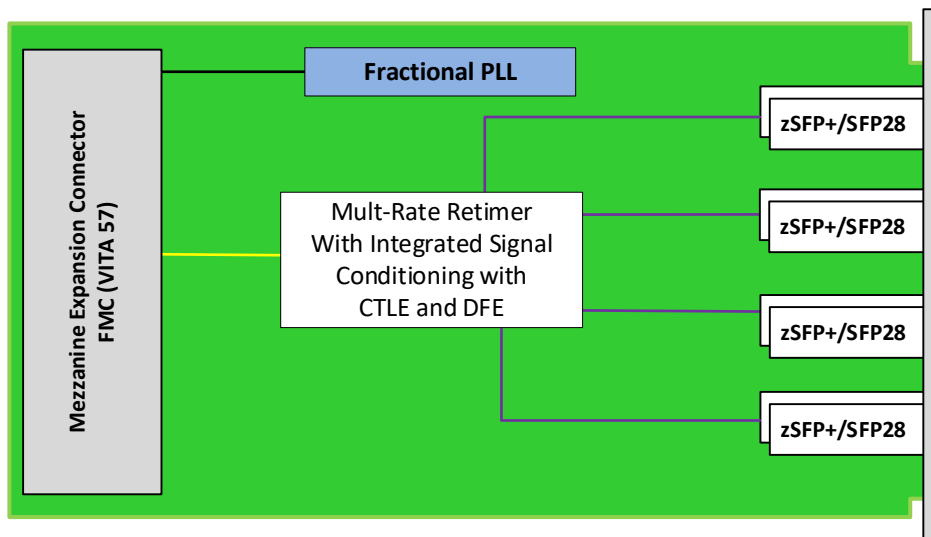 Mezzanine Expansion Connector
FMC (VITA 57)
Fractional PLL
Mult-Rate Retimer
With Integrated Signal
Conditioning with
CTLE and DFE
zSFP+/SFP28
zSFP+/SFP28
zSFP+/SFP28
zSFP+/SFP28